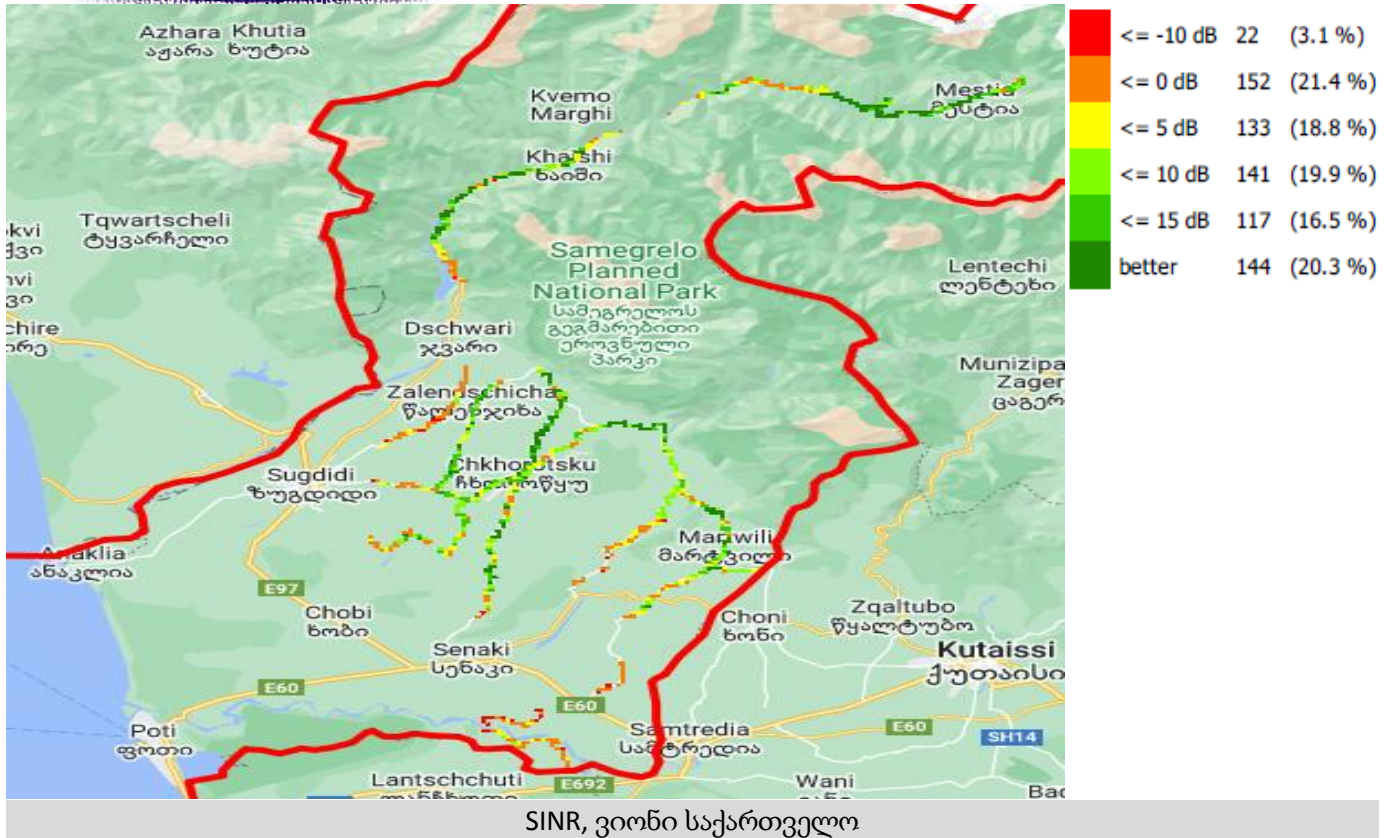 Azhara Khutia
აჟარა ხუტია
Kvemo
Marghi
Mestia
მესტია
Khaishi
ხაიში
Tqwartscheli
ტყვარჩელი
Samegrelo
Planned
National Park
სამეგრელოს
გეგმარებითი
ეროვნული
პარკი
Lentechi
ლენტეხი
Dschwari
ჯვარი
Zalendschicha
წალენჯიხა
Sugdidi
ზუგდიდი
Chkhorotsku
ჩხოროწყუ
Martwili
მარტვილი
Anaklia
ანაკლია
E97
Chobi
ხობი
Choni
ხონი
Zqaltubo
წყალტუბო
Senaki
სენაკი
Kutaissi
ქუთაისი
E60
E60
E60
SH14
Poti
ფოთი
Samtredia
სამტრედია
Lantschchuti
E692
Wani
<= -10 dB 22 (3.1 %)
<= 0 dB 152 (21.4 %)
<= 5 dB 133 (18.8 %)
<= 10 dB 141 (19.9 %)
<= 15 dB 117 (16.5 %)
better 144 (20.3 %)
SINR, ვიონი საქართველო